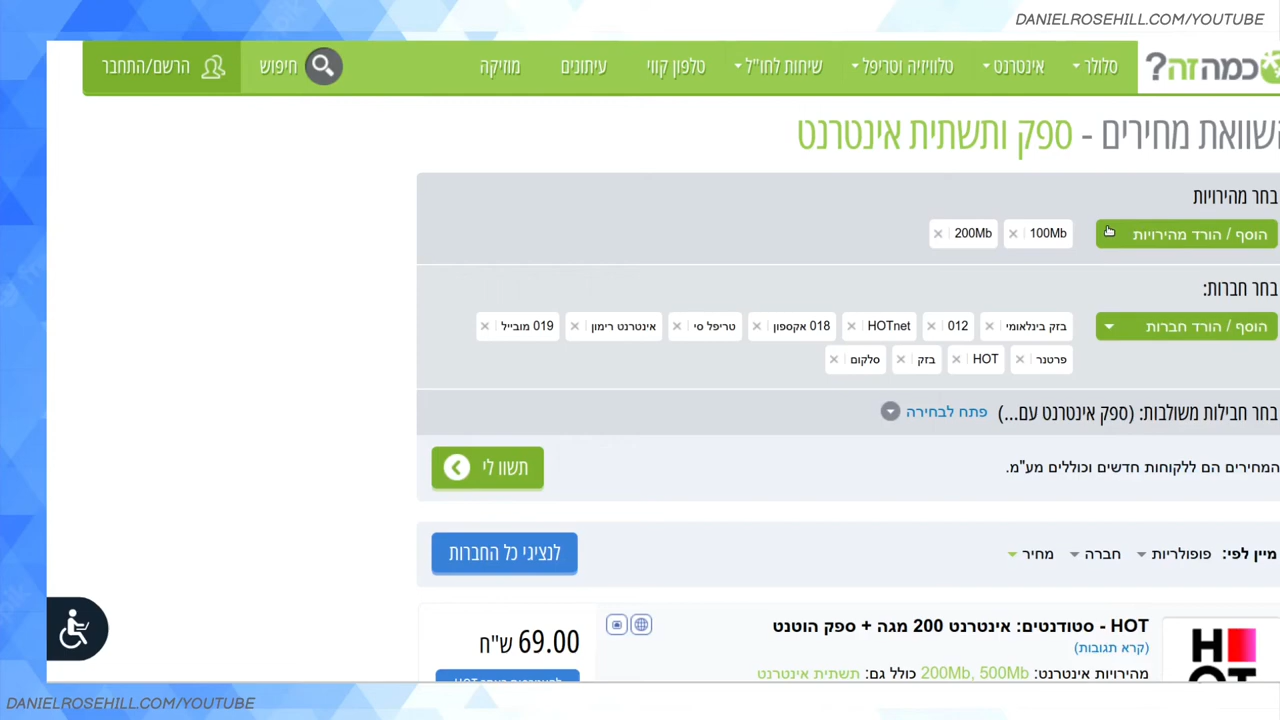 DANIELROSEHILL.COM/YOUTUBE
כמהזה?
סלולר
אינטרנט
טלוויזיה וטריפל
שיחות לחו"ל
טלפון קווי
עיתונים
מוזיקה
חיפוש
הרשם/התחבר
השוואת מחירים - ספק ותשתית אינטרנט
בחר מהירויות
הוסף / הורד מהירויות
100Mb ×
200Mb ×
בחר חברות:
הוסף / הורד חברות
בזק בינלאומי ×
012 ×
HOTnet ×
018 אקספון ×
טריפל סי ×
אינטרנט רימון ×
019 מובייל ×
פרטנר ×
HOT ×
בזק ×
סלקום ×
בחר חבילות משולבות: (ספק אינטרנט עם...) פתח לבחירה
המחירים הם ללקוחות חדשים וכוללים מע"מ.
תשוו לי
מיין לפי: פופולריות חברה מחיר
לנציגי כל החברות
HOT
HOT - סטודנטים: אינטרנט 200 מגה + ספק הוטנט
(קרא תגובות)
מהירויות אינטרנט: 200Mb, 500Mb כולל גם: תשתית אינטרנט
69.00 ש"ח
DANIELROSEHILL.COM/YOUTUBE